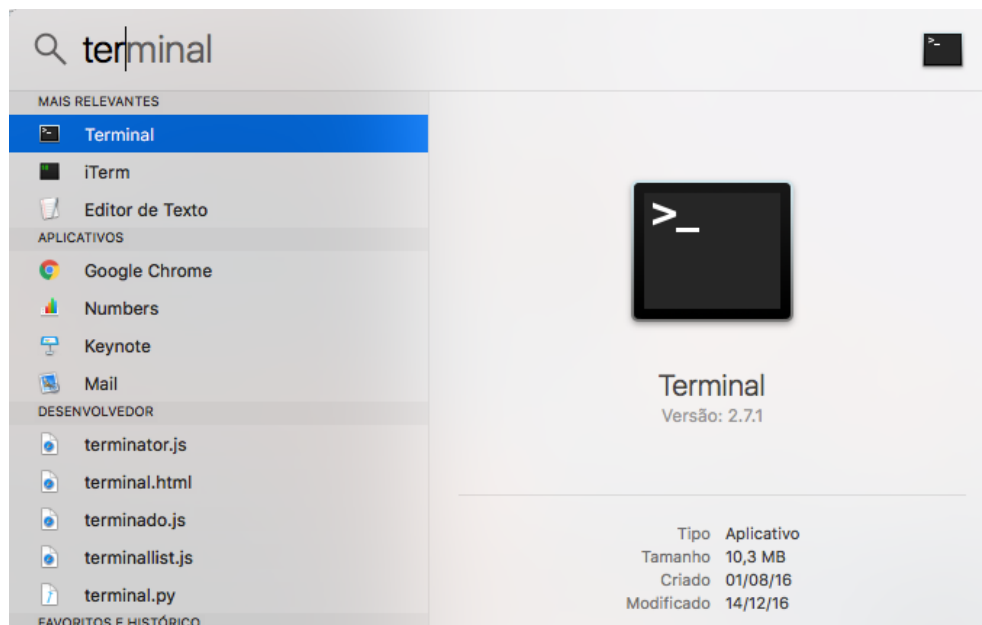 terminal
MAIS RELEVANTES
Terminal
iTerm
Editor de Texto
APLICATIVOS
Google Chrome
Numbers
Keynote
Mail
DESENVOLVEDOR
terminator.js
terminal.html
terminado.js
terminallist.js
terminal.py
FAVORITOS E HISTÓRICO
>_
Terminal
Versão: 2.7.1
Tipo Aplicativo
Tamanho 10,3 MB
Criado 01/08/16
Modificado 14/12/16